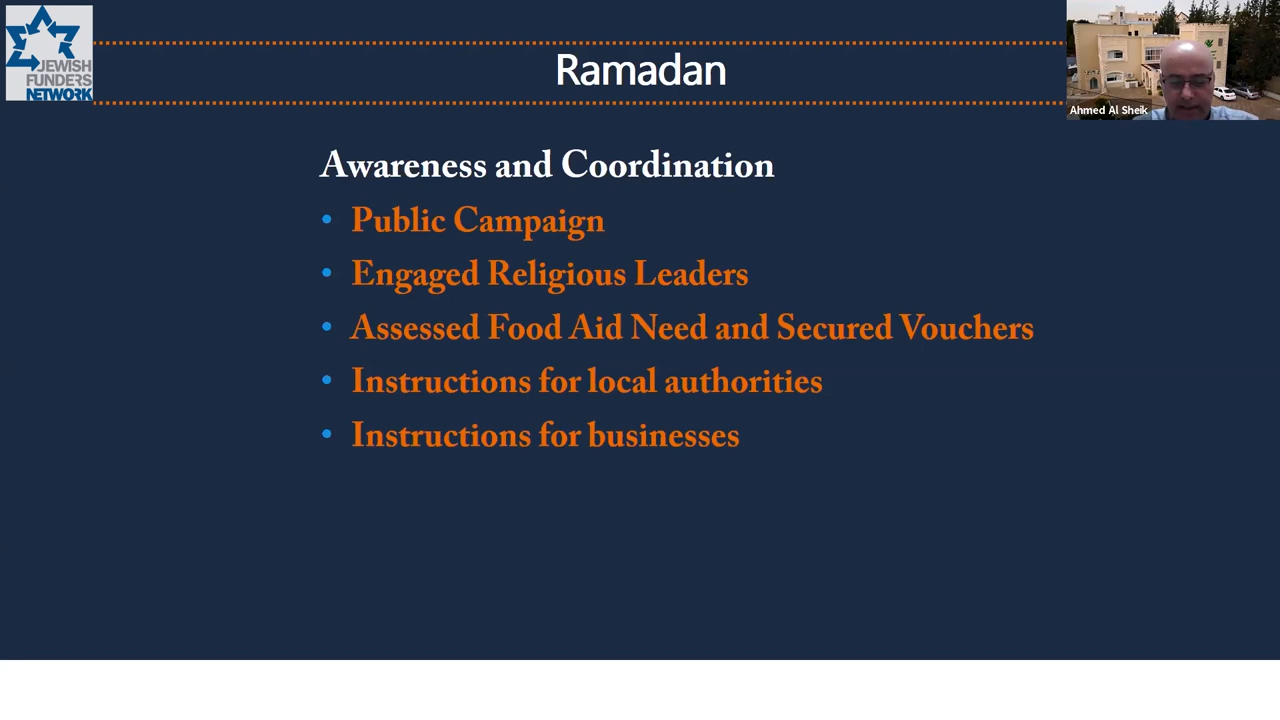 JEWISH
FUNDERS
NETWORK
Ramadan
Ahmed Al Sheik
Awareness and Coordination
• Public Campaign
• Engaged Religious Leaders
• Assessed Food Aid Need and Secured Vouchers
• Instructions for local authorities
• Instructions for businesses